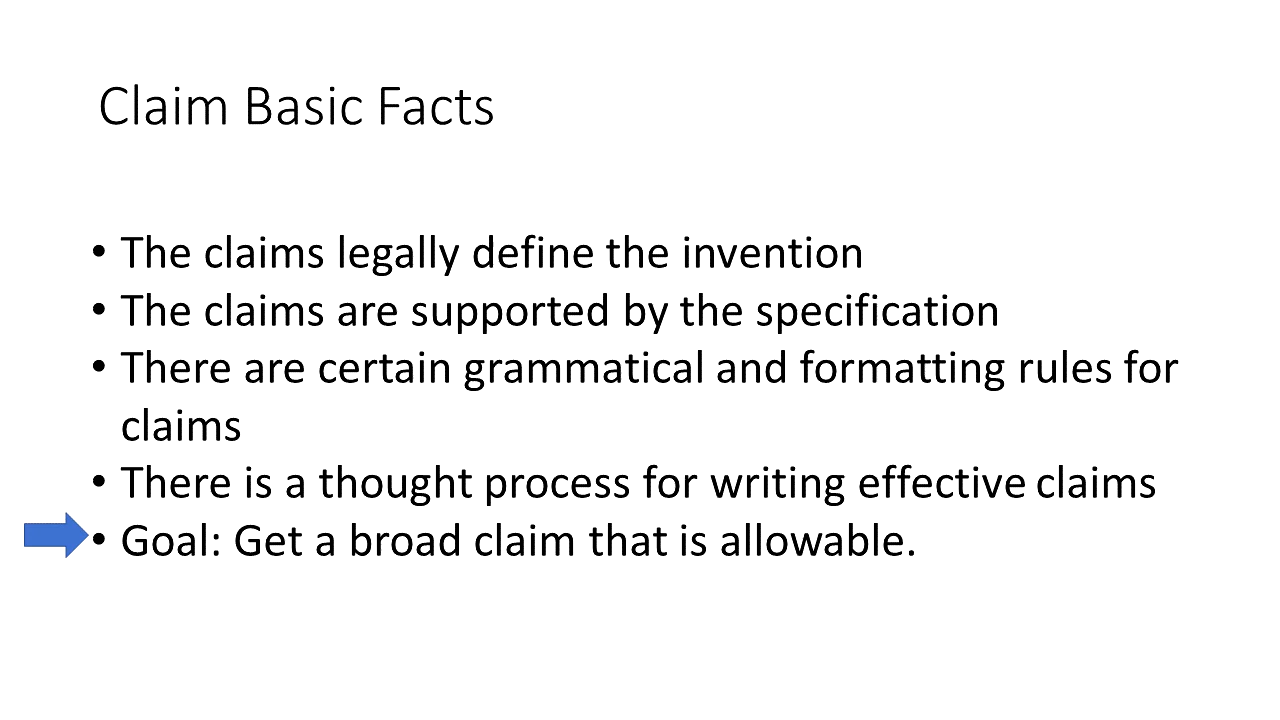 Claim Basic Facts
• The claims legally define the invention
• The claims are supported by the specification
• There are certain grammatical and formatting rules for
claims
• There is a thought process for writing effective claims
• Goal: Get a broad claim that is allowable.